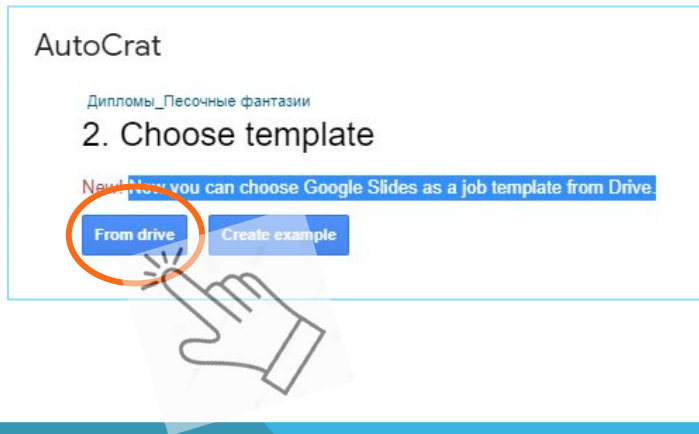 AutoCrat
Дипломы_Песочные фантазии
2. Choose template
New! Now you can choose Google Slides as a job template from Drive.
From drive
Create example